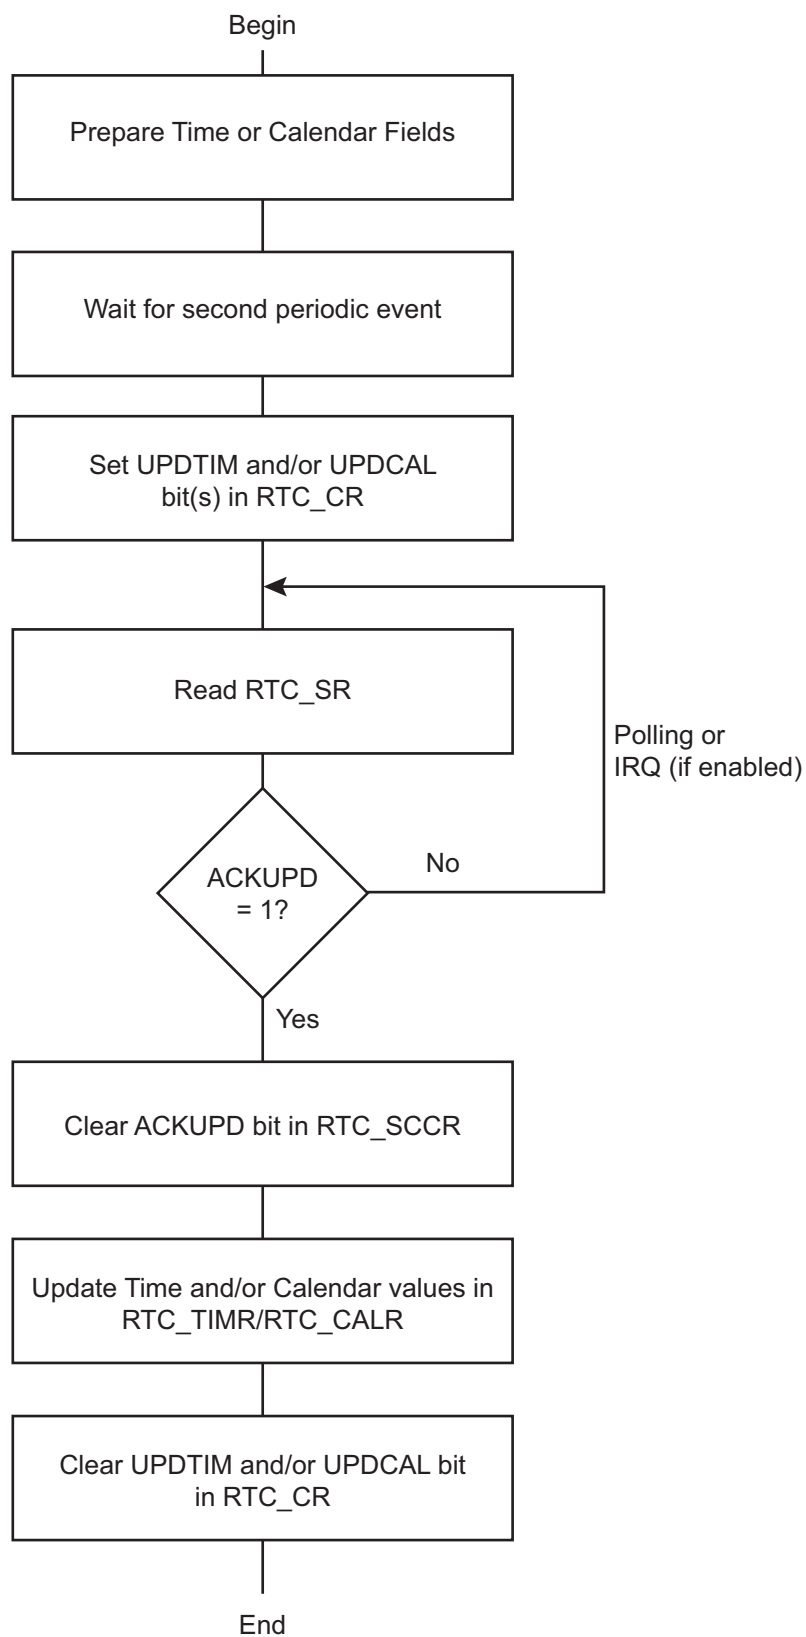 Begin
Prepare Time or Calendar Fields
Wait for second periodic event
Set UPDTIM and/or UPDCAL
bit(s) in RTC_CR
Read RTC_SR
Polling or
IRQ (if enabled)
ACKUPD
= 1?
No
Yes
Clear ACKUPD bit in RTC_SCCR
Update Time and/or Calendar values in
RTC_TIMR/RTC_CALR
Clear UPDTIM and/or UPDCAL bit
in RTC_CR
End